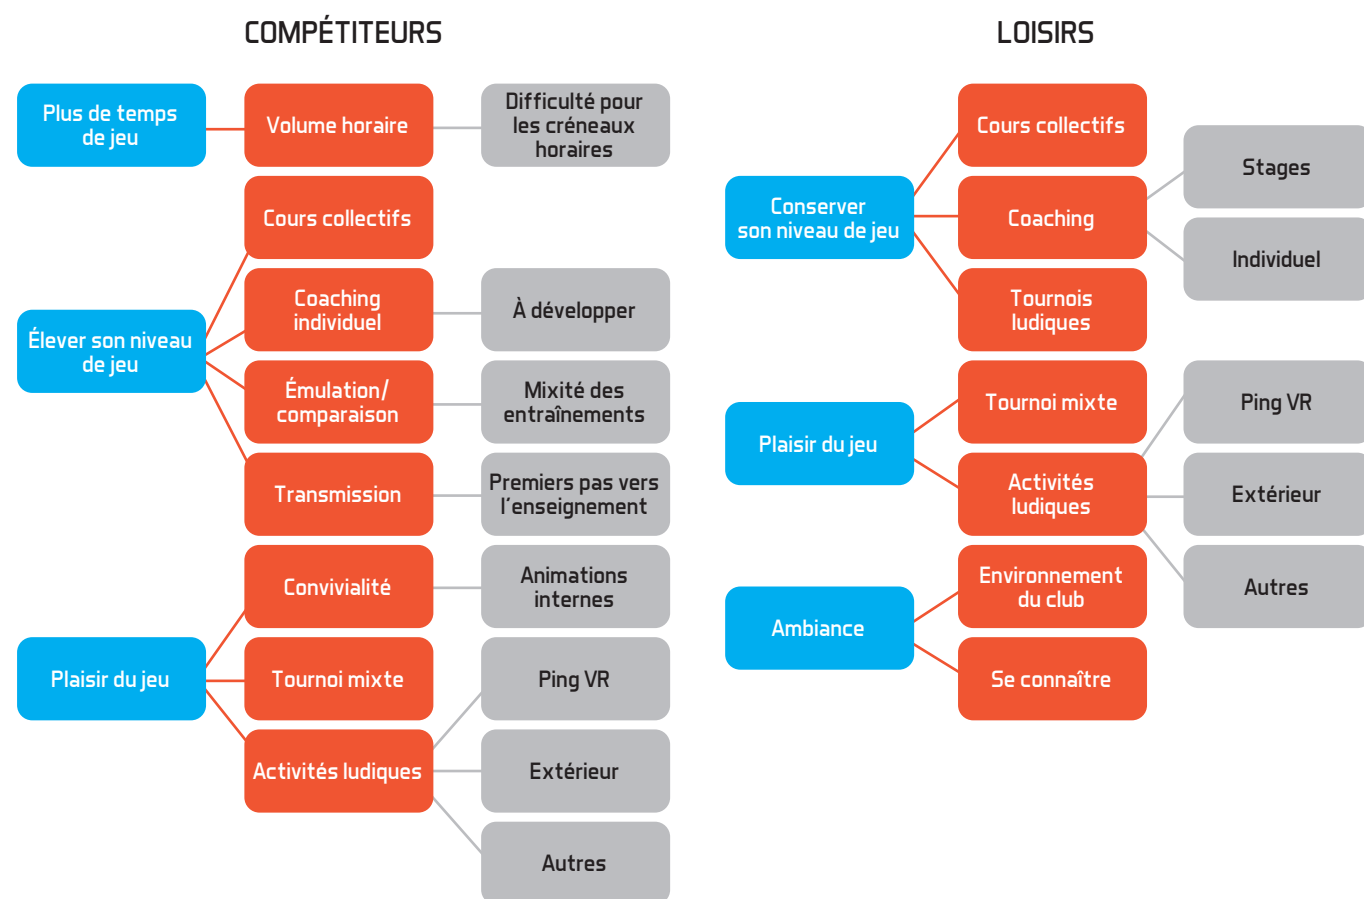 COMPÉTITEURS
Plus de temps
de jeu
Volume horaire
Difficulté pour
les créneaux
horaires
Élever son niveau
de jeu
Cours collectifs
Coaching
individuel
À développer
Émulation/
comparaison
Mixité des
entraînements
Transmission
Premiers pas vers
l'enseignement
Plaisir du jeu
Convivialité
Animations
internes
Tournoi mixte
Activités ludiques
Ping VR
Extérieur
Autres
LOISIRS
Conserver
son niveau de jeu
Cours collectifs
Coaching
Stages
Individuel
Tournois
ludiques
Plaisir du jeu
Tournoi mixte
Activités
ludiques
Ping VR
Extérieur
Autres
Ambiance
Environnement
du club
Se connaître